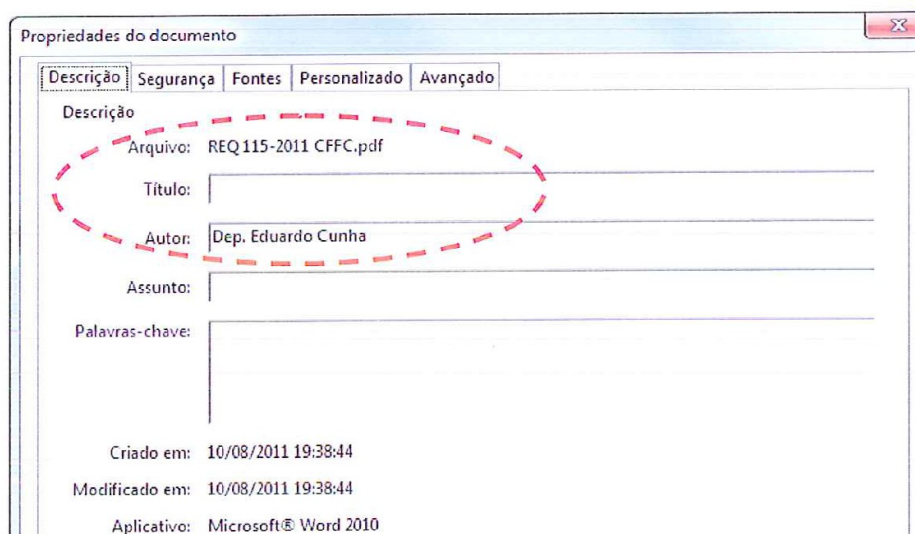 Propriedades do documento
Descrição Segurança Fontes Personalizado Avançado
Descrição
Arquivo: REQ 115-2011 CFFC.pdf
Título:
Autor: Dep. Eduardo Cunha
Assunto:
Palavras-chave:
Criado em: 10/08/2011 19:38:44
Modificado em: 10/08/2011 19:38:44
Aplicativo: Microsoft® Word 2010